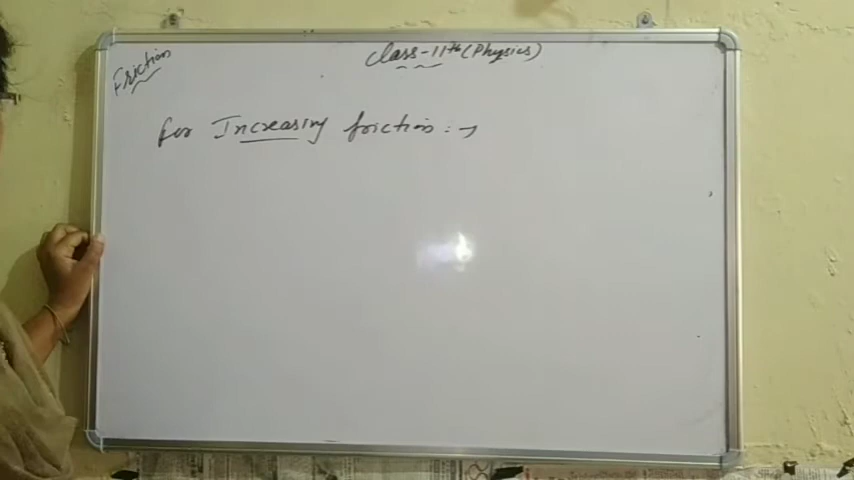 Friction
Class-11th (Physics)
for Increasing friction :→